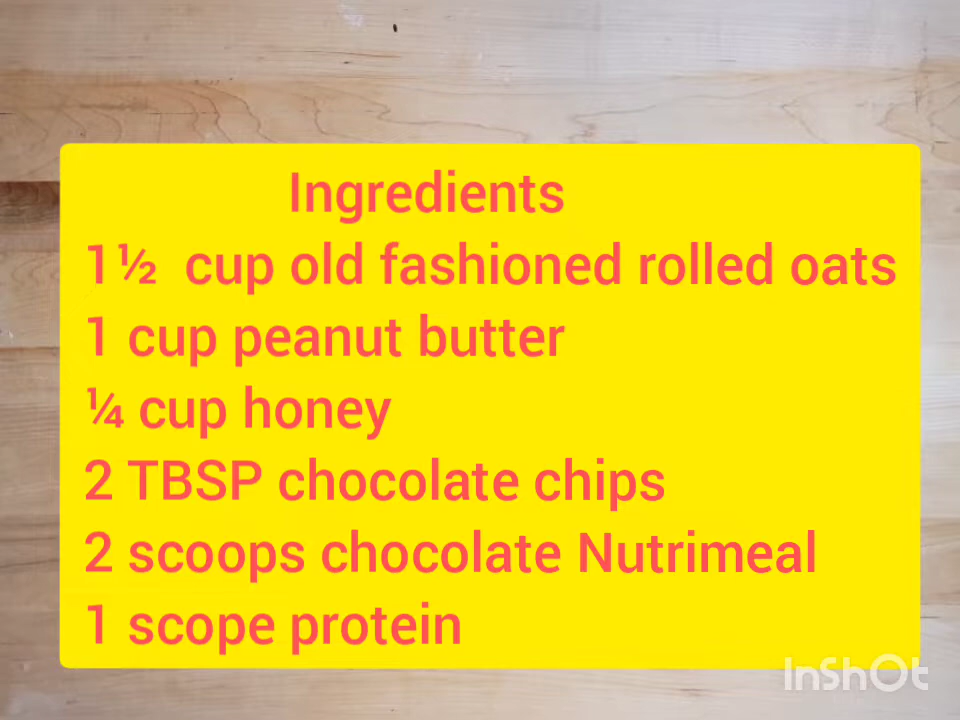 Ingredients
1½ cup old fashioned rolled oats
1 cup peanut butter
¼ cup honey
2 TBSP chocolate chips
2 scoops chocolate Nutrimeal
1 scope protein
InShOt